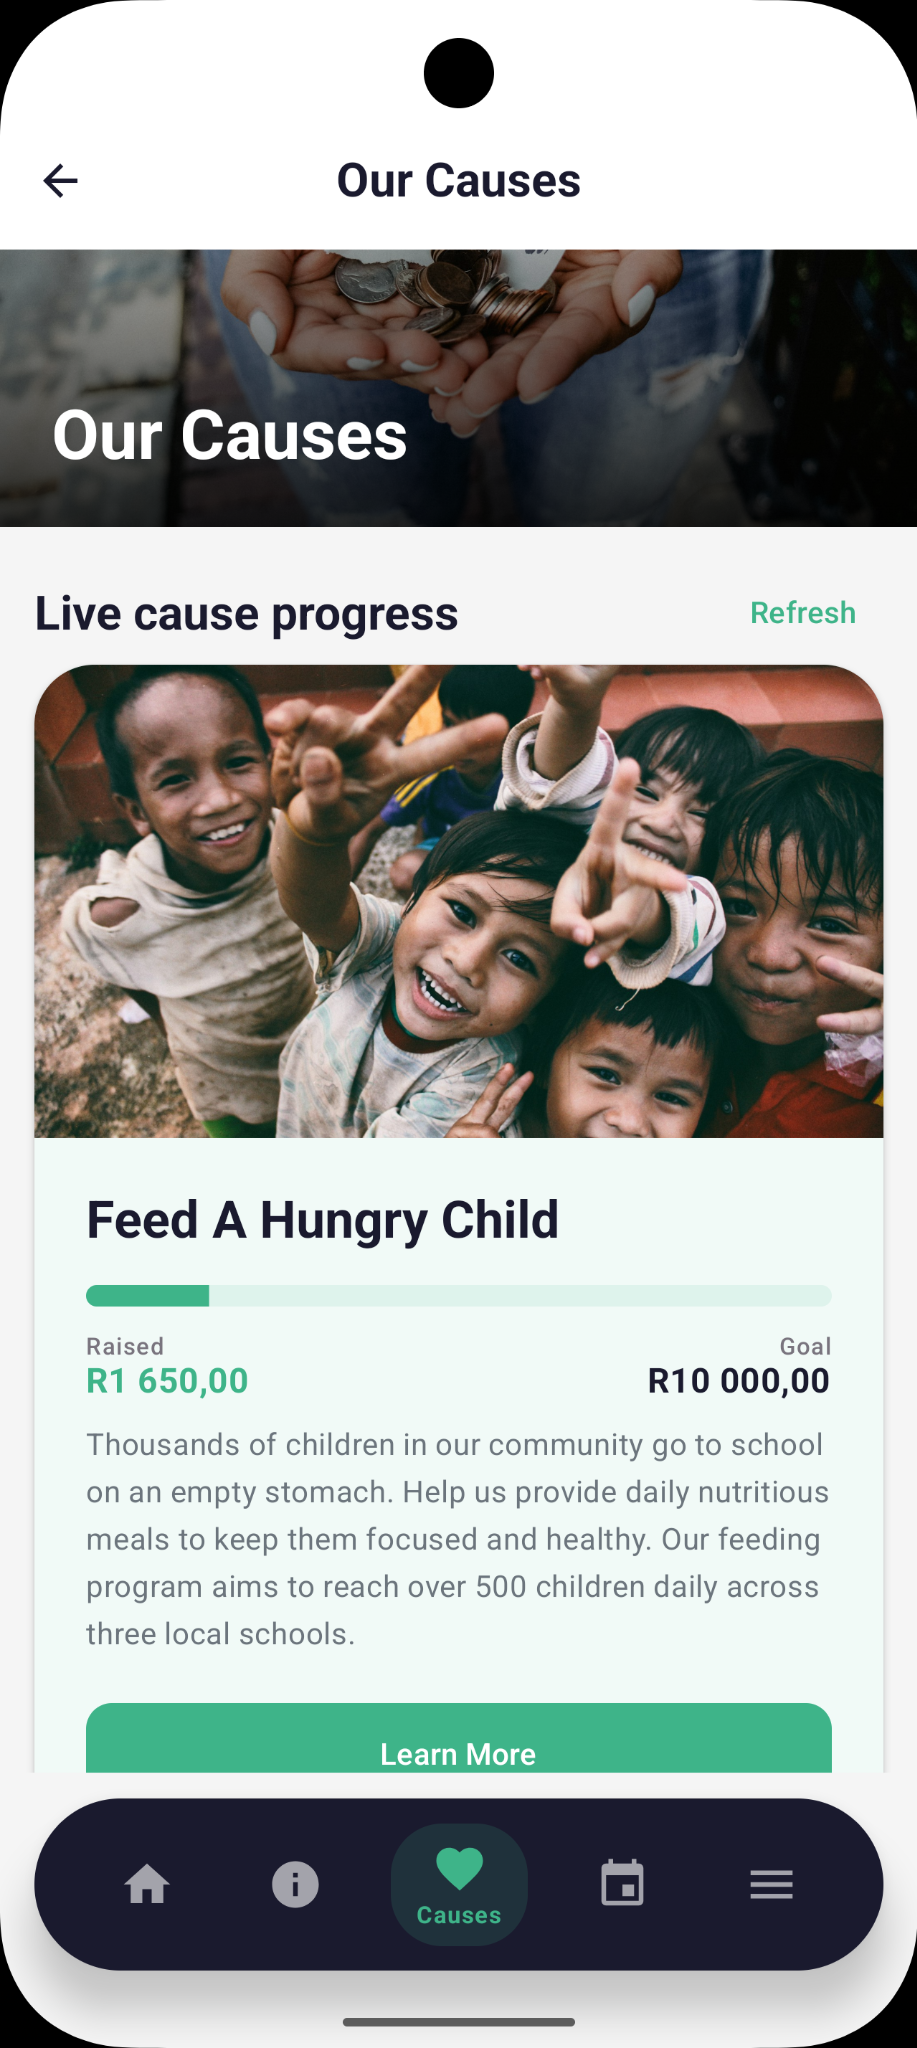 Our Causes
Our Causes
Live cause progress
Refresh
Feed A Hungry Child
Raised
Goal
R1 650,00
R10 000,00
Thousands of children in our community go to school
on an empty stomach. Help us provide daily nutritious
meals to keep them focused and healthy. Our feeding
program aims to reach over 500 children daily across
three local schools.
Learn More
Causes